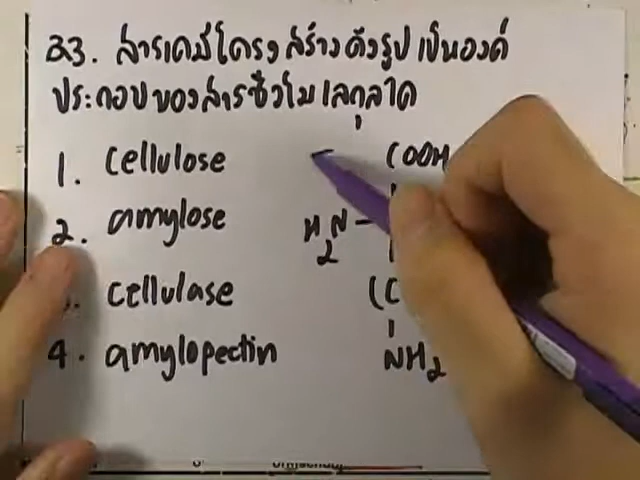 33. สารเคมีโครงสร้างดังรูป เป็นองค์
ประกอบของสารชีวโมเลกุลใด
1. cellulose
COOH
2. amylose
H2N-
cellulase
(C
4. amylopectin
NH2